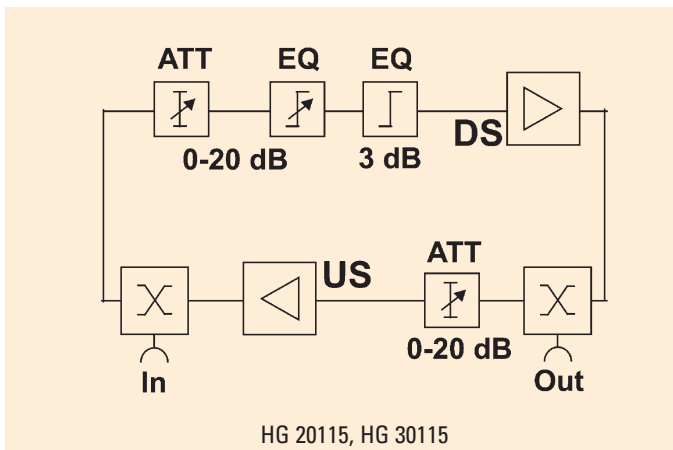 ATT EQ EQ
0-20 dB 3 dB
DS
ATT
US
0-20 dB
In
Out
HG 20115, HG 30115